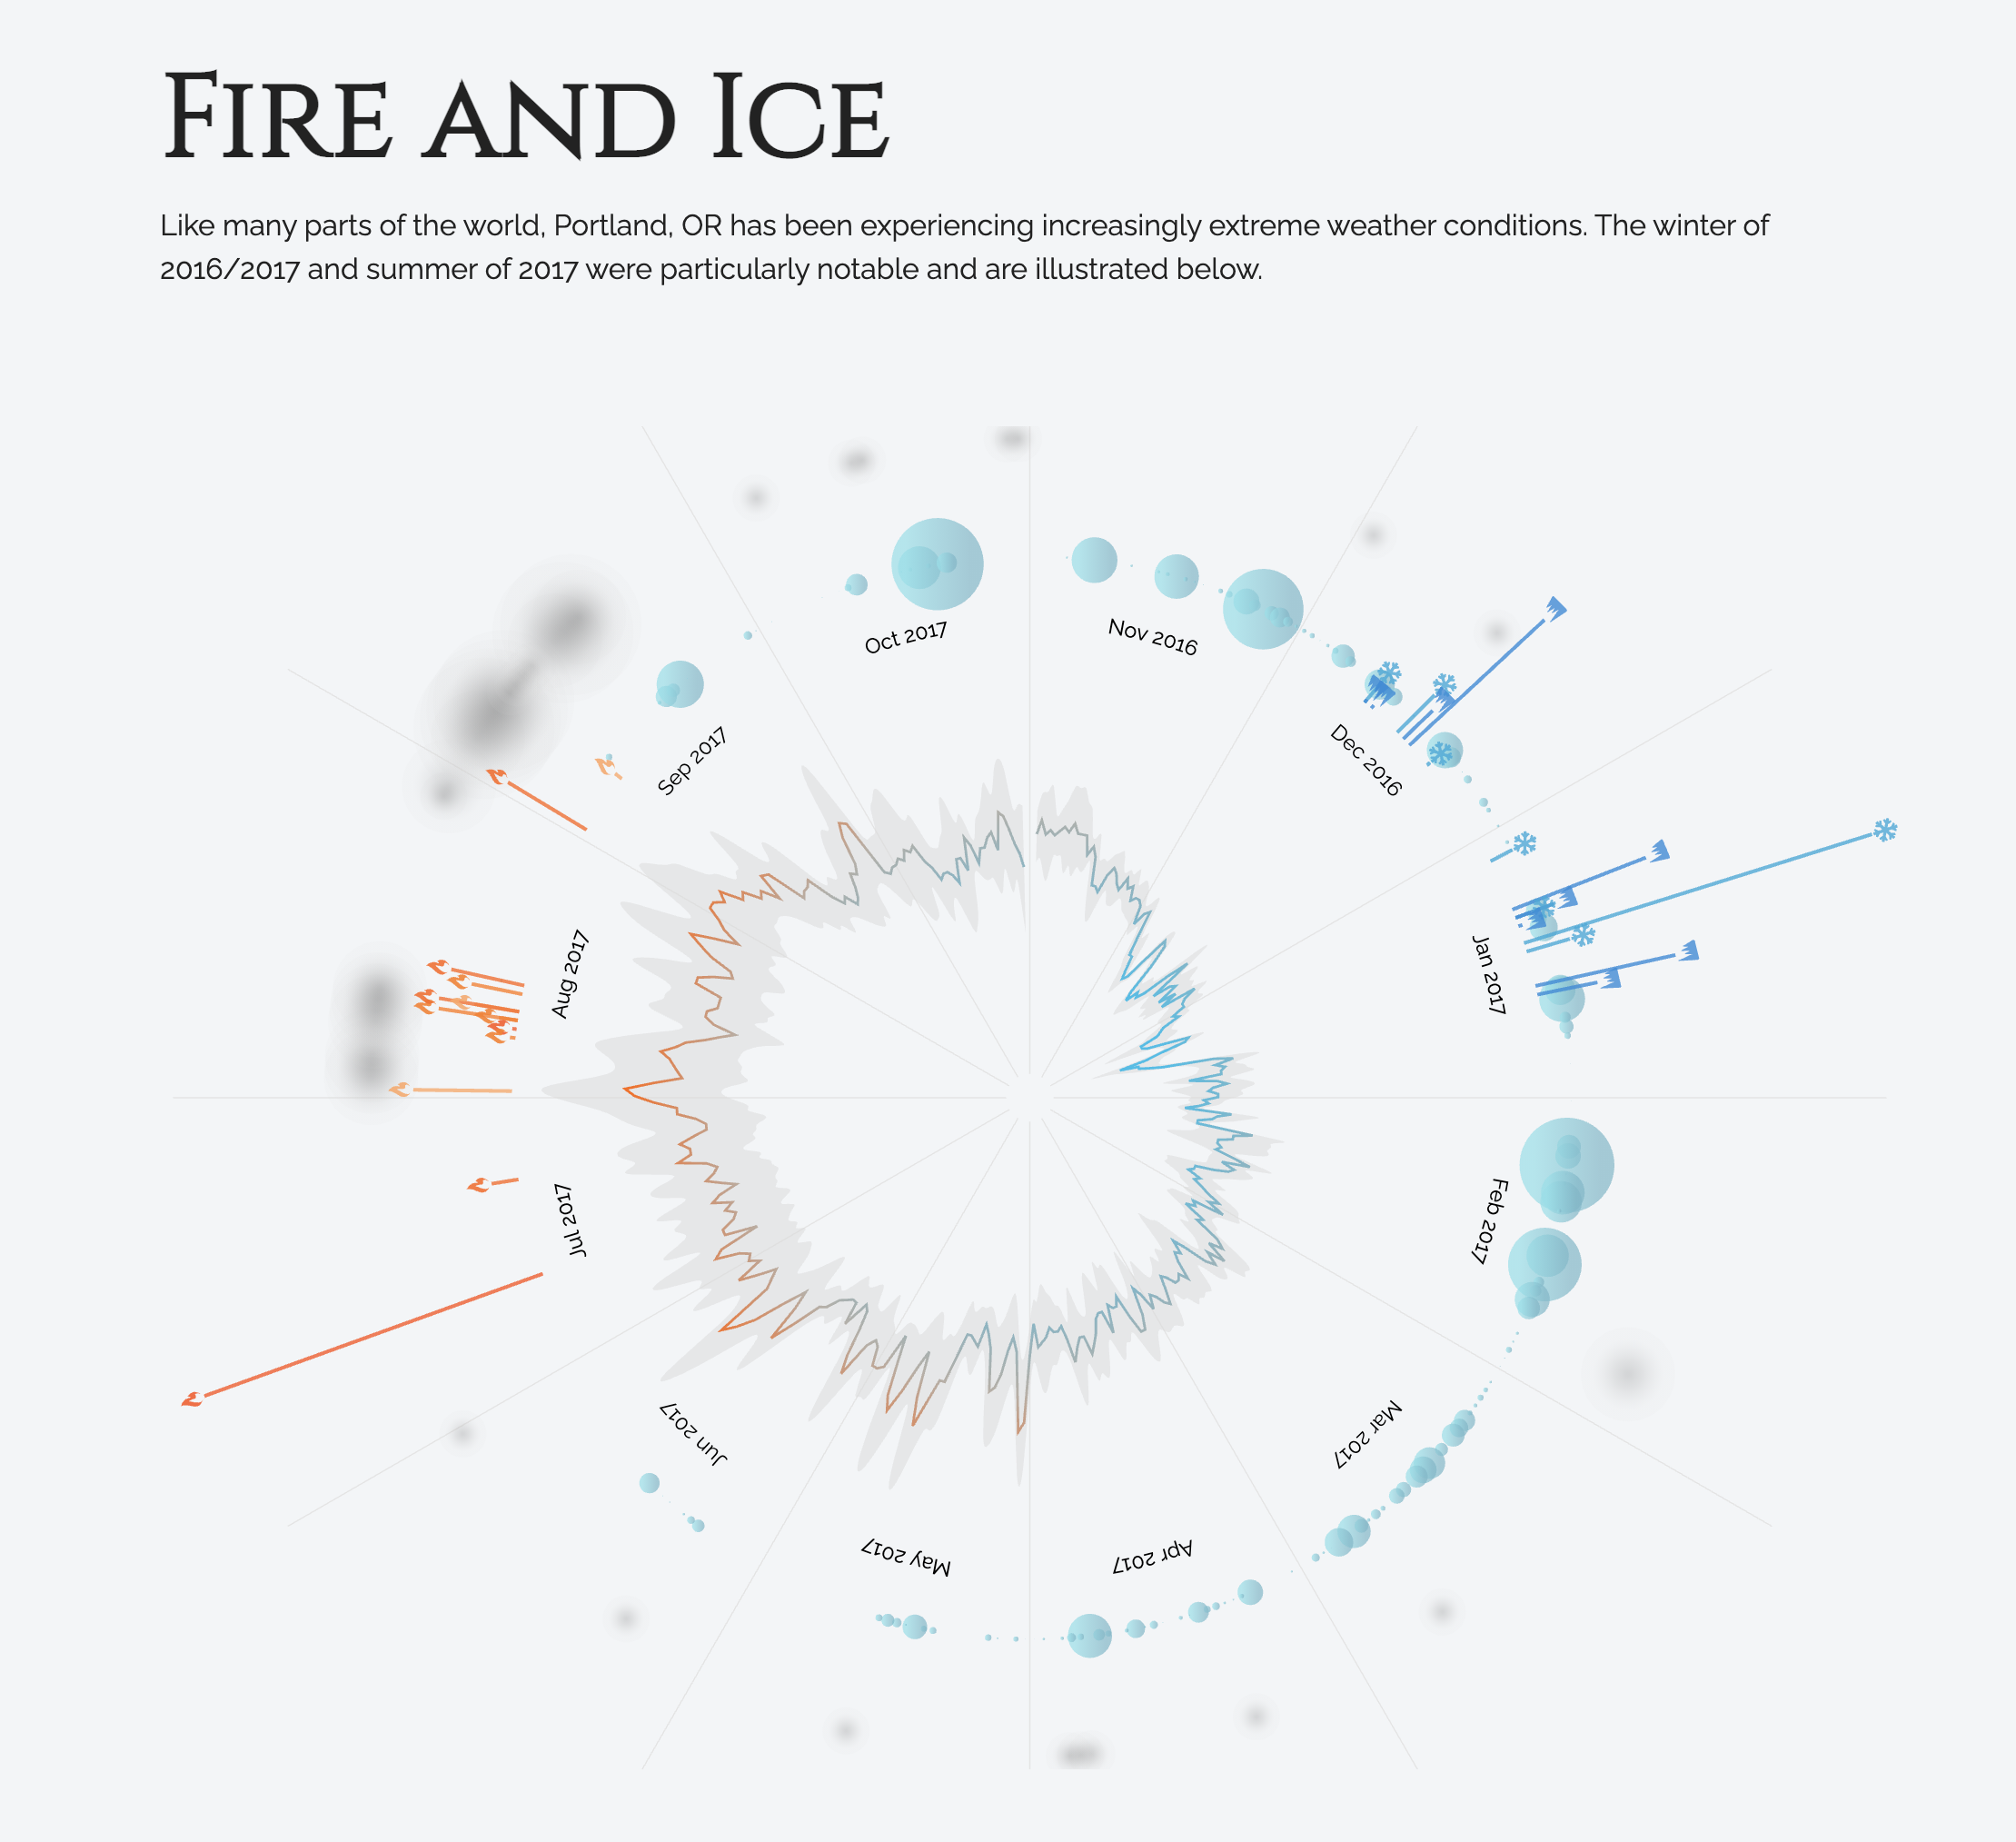 FIRE AND ICE
Like many parts of the world, Portland, OR has been experiencing increasingly extreme weather conditions. The winter of
2016/2017 and summer of 2017 were particularly notable and are illustrated below.
Nov 2016
Dec 2016
Jan 2017
Feb 2017
Mar 2017
Apr 2017
May 2017
Jun 2017
Jul 2017
Aug 2017
Sep 2017
Oct 2017